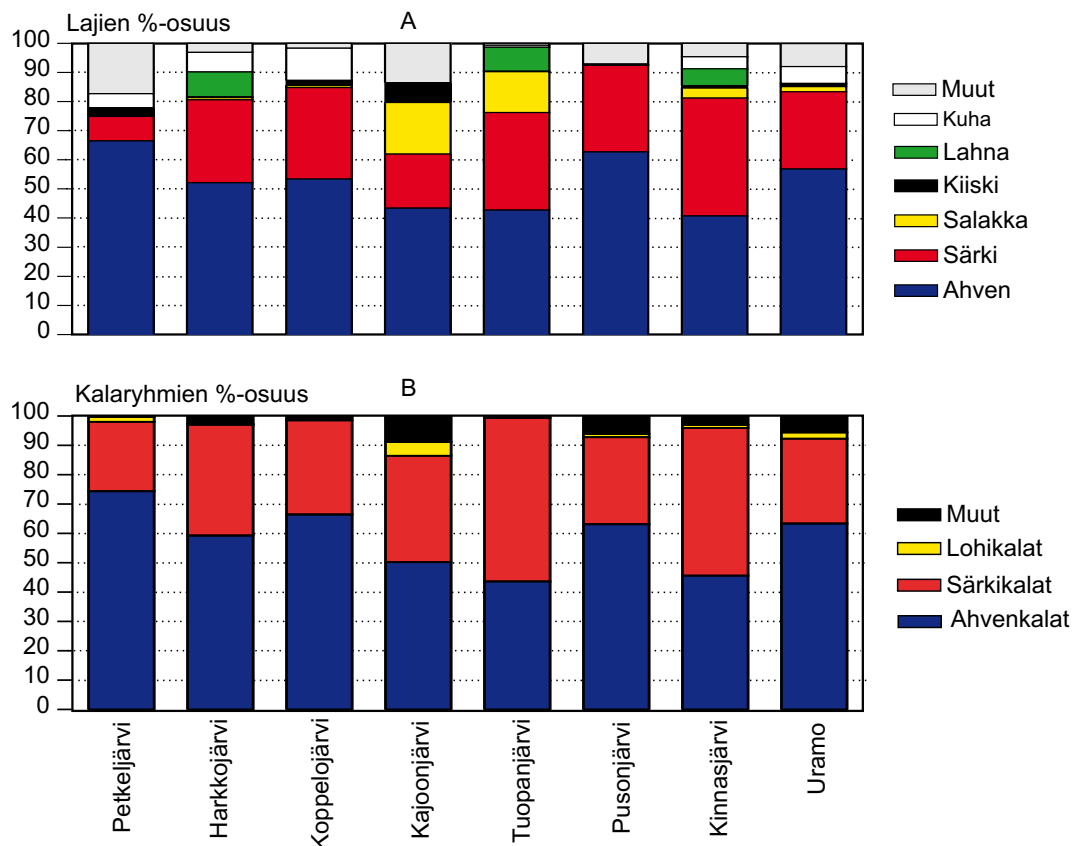 Lajien %-osuus
A
100
90
80
70
60
50
40
30
20
10
0
Muut
Kuha
Lahna
Kiiski
Salakka
Särki
Ahven
Kalaryhmien %-osuus
B
100
90
80
70
60
50
40
30
20
10
0
Muut
Lohikalat
Särkikalat
Ahvenkalat
Petkeljärvi
Harkkojärvi
Koppelojärvi
Kajoonjärvi
Tuopanjärvi
Pusonjärvi
Kinnasjärvi
Uramo